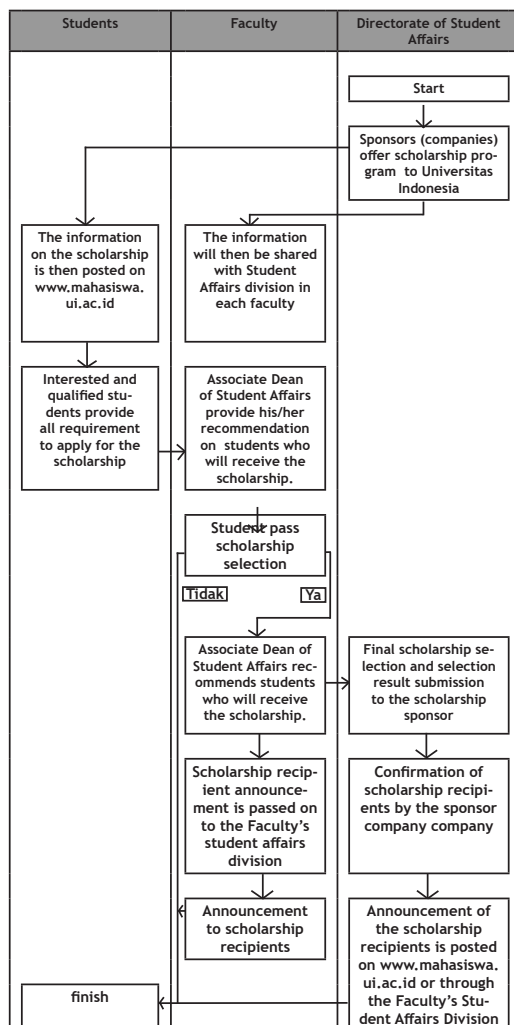 Students
Faculty
Directorate of Student
Affairs
Start
Sponsors (companies)
offer scholarship pro-
gram to Universitas
Indonesia
The information
on the scholarship
is then posted on
www.mahasiswa.
ui.ac.id
The information
will then be shared
with Student
Affairs division in
each faculty
Interested and
qualified stu-
dents provide
all requirement
to apply for the
scholarship
Associate Dean
of Student Affairs
provide his/her
recommendation
on students who
will receive the
scholarship.
Student pass
scholarship
selection
Tidak
Ya
Associate Dean of
Student Affairs rec-
ommends students
who will receive
the scholarship.
Final scholarship se-
lection and selection
result submission
to the scholarship
sponsor
Scholarship recip-
ient announce-
ment is passed on
to the Faculty's
student affairs
division
Confirmation of
scholarship recipi-
ents by the sponsor
company company
Announcement
to scholarship
recipients
Announcement of
the scholarship
recipients is posted
on www.mahasiswa.
ui.ac.id or through
the Faculty's Stu-
dent Affairs Division
finish